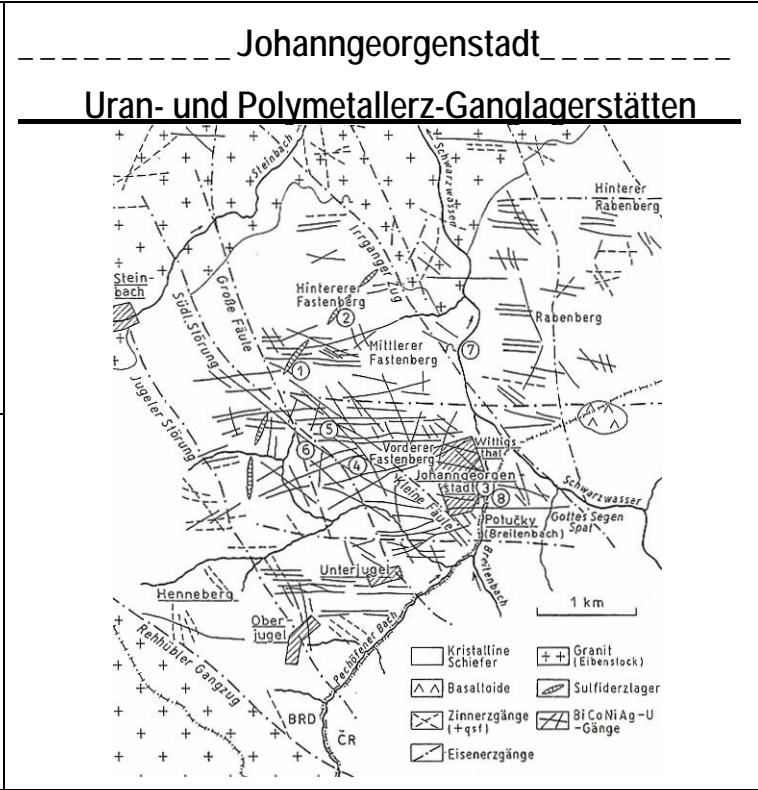 Johanngeorgenstadt
Uran- und Polymetallerz-Ganglagerstätten
Steinbach
Schwarzwasser
Hinterer
Rabenberg
Irrganger Zug
Stein-
bach
Große Fäule
Südl. Störung
Hintererer
Fastenberg
2
Rabenberg
Mittlerer
Fastenberg
7
1
Jugeler Störung
5
6
4
Vorderer
Fastenberg
Wittigs
thal
Johanngeorgen
stadt
3
8
Kleine Fäule
Schwarzwasser
Potučky
(Breitenbach)
Gottes Segen
Spat
Breitenbach
Unterjugel
1 km
Henneberg
Ober-
jugel
Pechöfener Bach
Rehhübler Gangzug
BRD
ČR
Kristalline
Schiefer
Granit
(Eibenstock)
Basaltoide
Sulfiderzlager
Zinnerzgänge
(+qsf)
BiCoNiAg-U
-Gänge
Eisenerzgänge